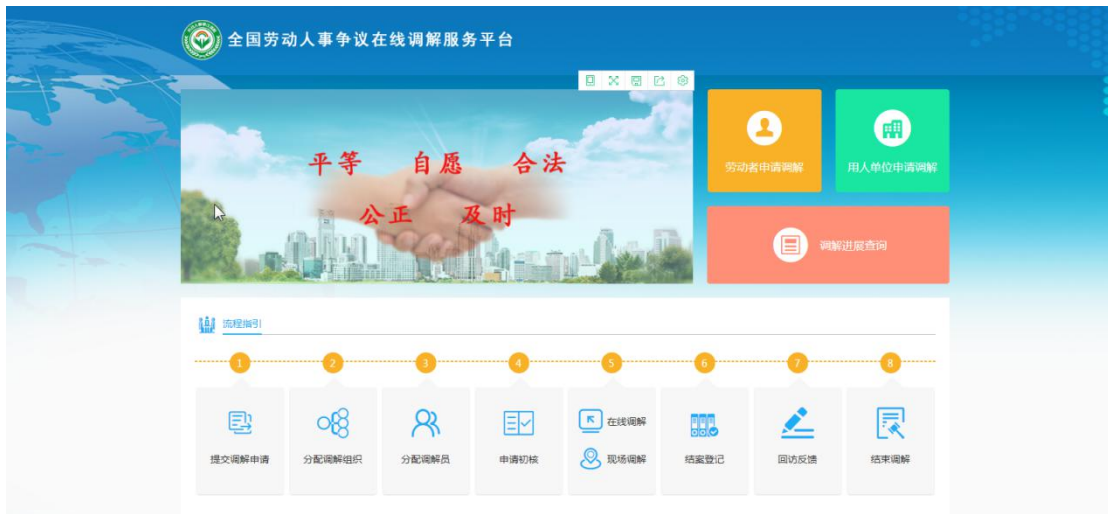 全国劳动人事争议在线调解服务平台
平等 自愿 合法
公正 及时
劳动者申请调解
用人单位申请调解
调解进展查询
流程指引
1 2 3 4 5 6 7 8
提交调解申请
分配调解组织
分配调解员
申请初核
在线调解
现场调解
结案登记
回访反馈
结束调解